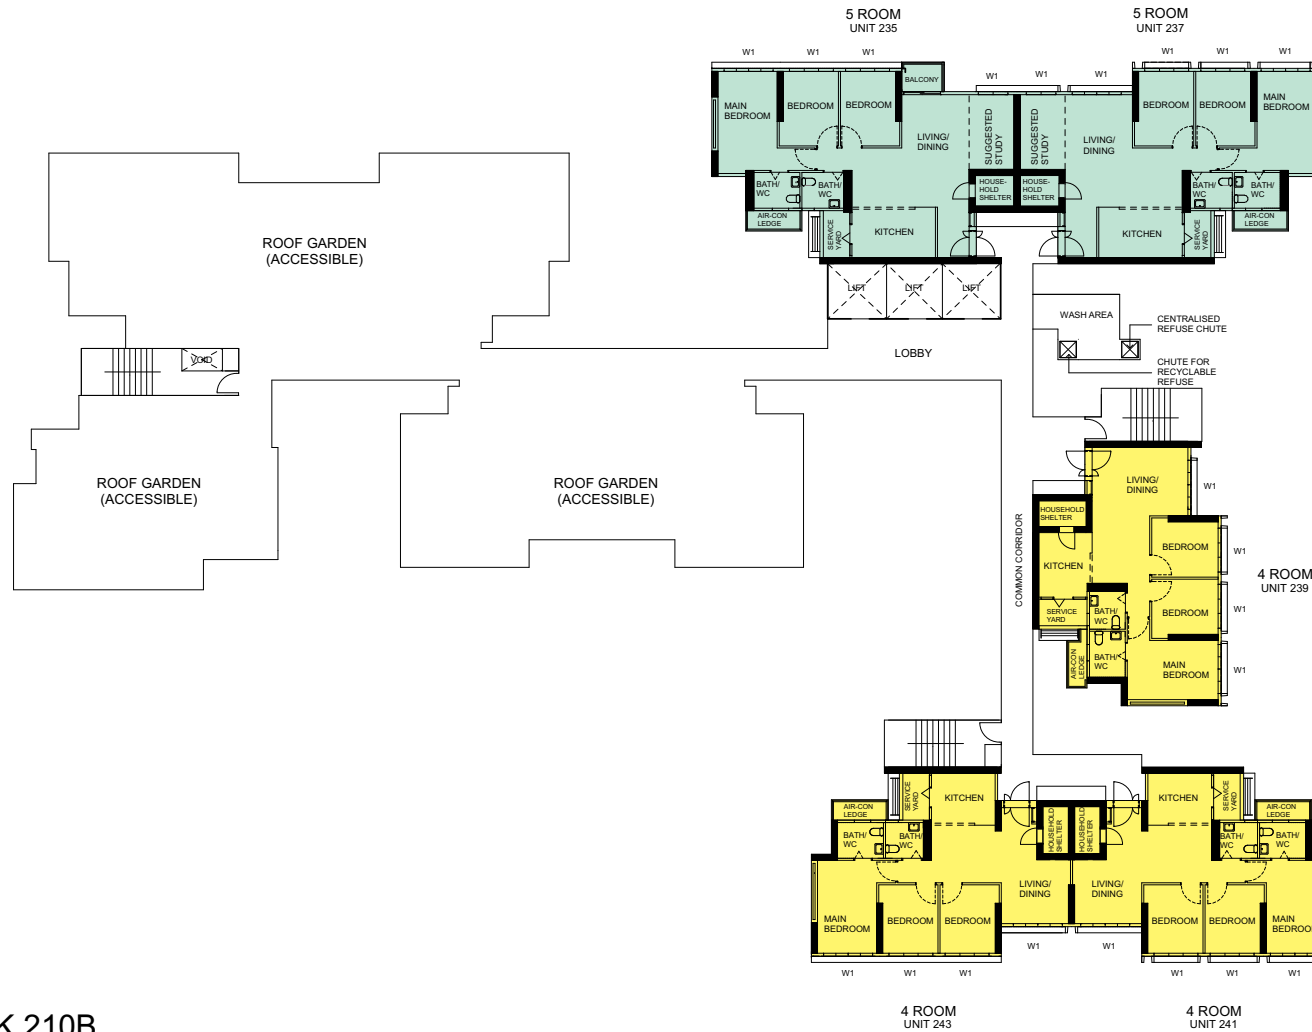 5 ROOM
UNIT 235
5 ROOM
UNIT 237
W1
W1
W1
W1
W1
W1
W1
W1
W1
BALCONY
MAIN
BEDROOM
BEDROOM
BEDROOM
LIVING/
DINING
SUGGESTED
STUDY
SUGGESTED
STUDY
LIVING/
DINING
BEDROOM
BEDROOM
MAIN
BEDROOM
BATH/
WC
BATH/
WC
HOUSE-
HOLD
SHELTER
HOUSE-
HOLD
SHELTER
BATH/
WC
BATH/
WC
AIR-CON
LEDGE
SERVICE
YARD
KITCHEN
KITCHEN
SERVICE
YARD
AIR-CON
LEDGE
ROOF GARDEN
(ACCESSIBLE)
LIFT
LIFT
LIFT
WASH AREA
CENTRALISED
REFUSE CHUTE
LOBBY
CHUTE FOR
RECYCLABLE
REFUSE
VOID
ROOF GARDEN
(ACCESSIBLE)
ROOF GARDEN
(ACCESSIBLE)
COMMON CORRIDOR
LIVING/
DINING
W1
HOUSEHOLD
SHELTER
BEDROOM
W1
KITCHEN
4 ROOM
UNIT 239
SERVICE
YARD
BATH/
WC
BEDROOM
W1
AIR-CON
LEDGE
BATH/
WC
MAIN
BEDROOM
W1
AIR-CON
LEDGE
SERVICE
YARD
KITCHEN
HOUSEHOLD
SHELTER
HOUSEHOLD
SHELTER
KITCHEN
SERVICE
YARD
AIR-CON
LEDGE
BATH/
WC
BATH/
WC
BATH/
WC
BATH/
WC
MAIN
BEDROOM
BEDROOM
BEDROOM
LIVING/
DINING
LIVING/
DINING
BEDROOM
BEDROOM
MAIN
BEDROOM
W1
W1
W1
W1
W1
W1
W1
W1
4 ROOM
UNIT 243
4 ROOM
UNIT 241
K 210B